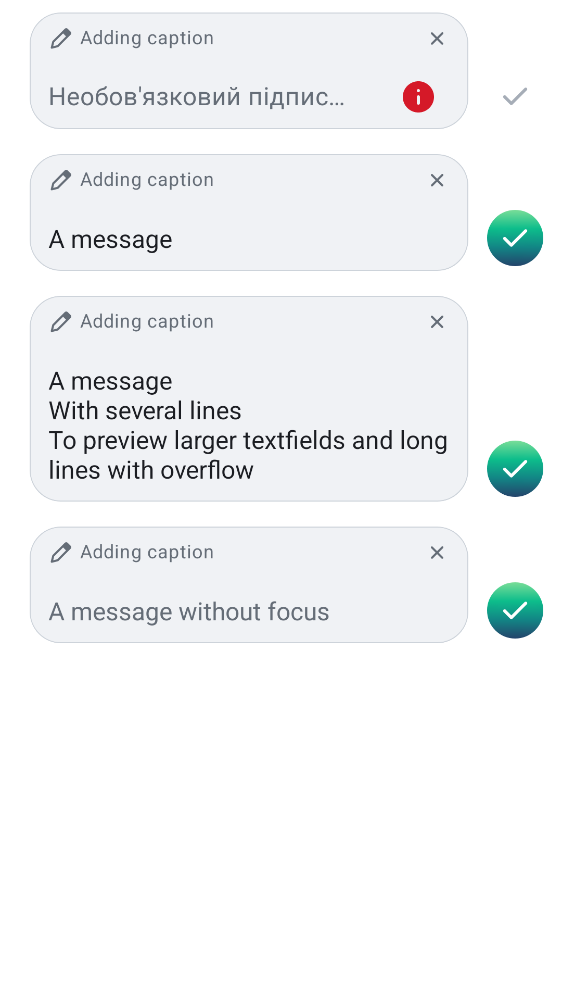 Adding caption
Необов'язковий підпис…
Adding caption
A message
Adding caption
A message
With several lines
To preview larger textfields and long
lines with overflow
Adding caption
A message without focus